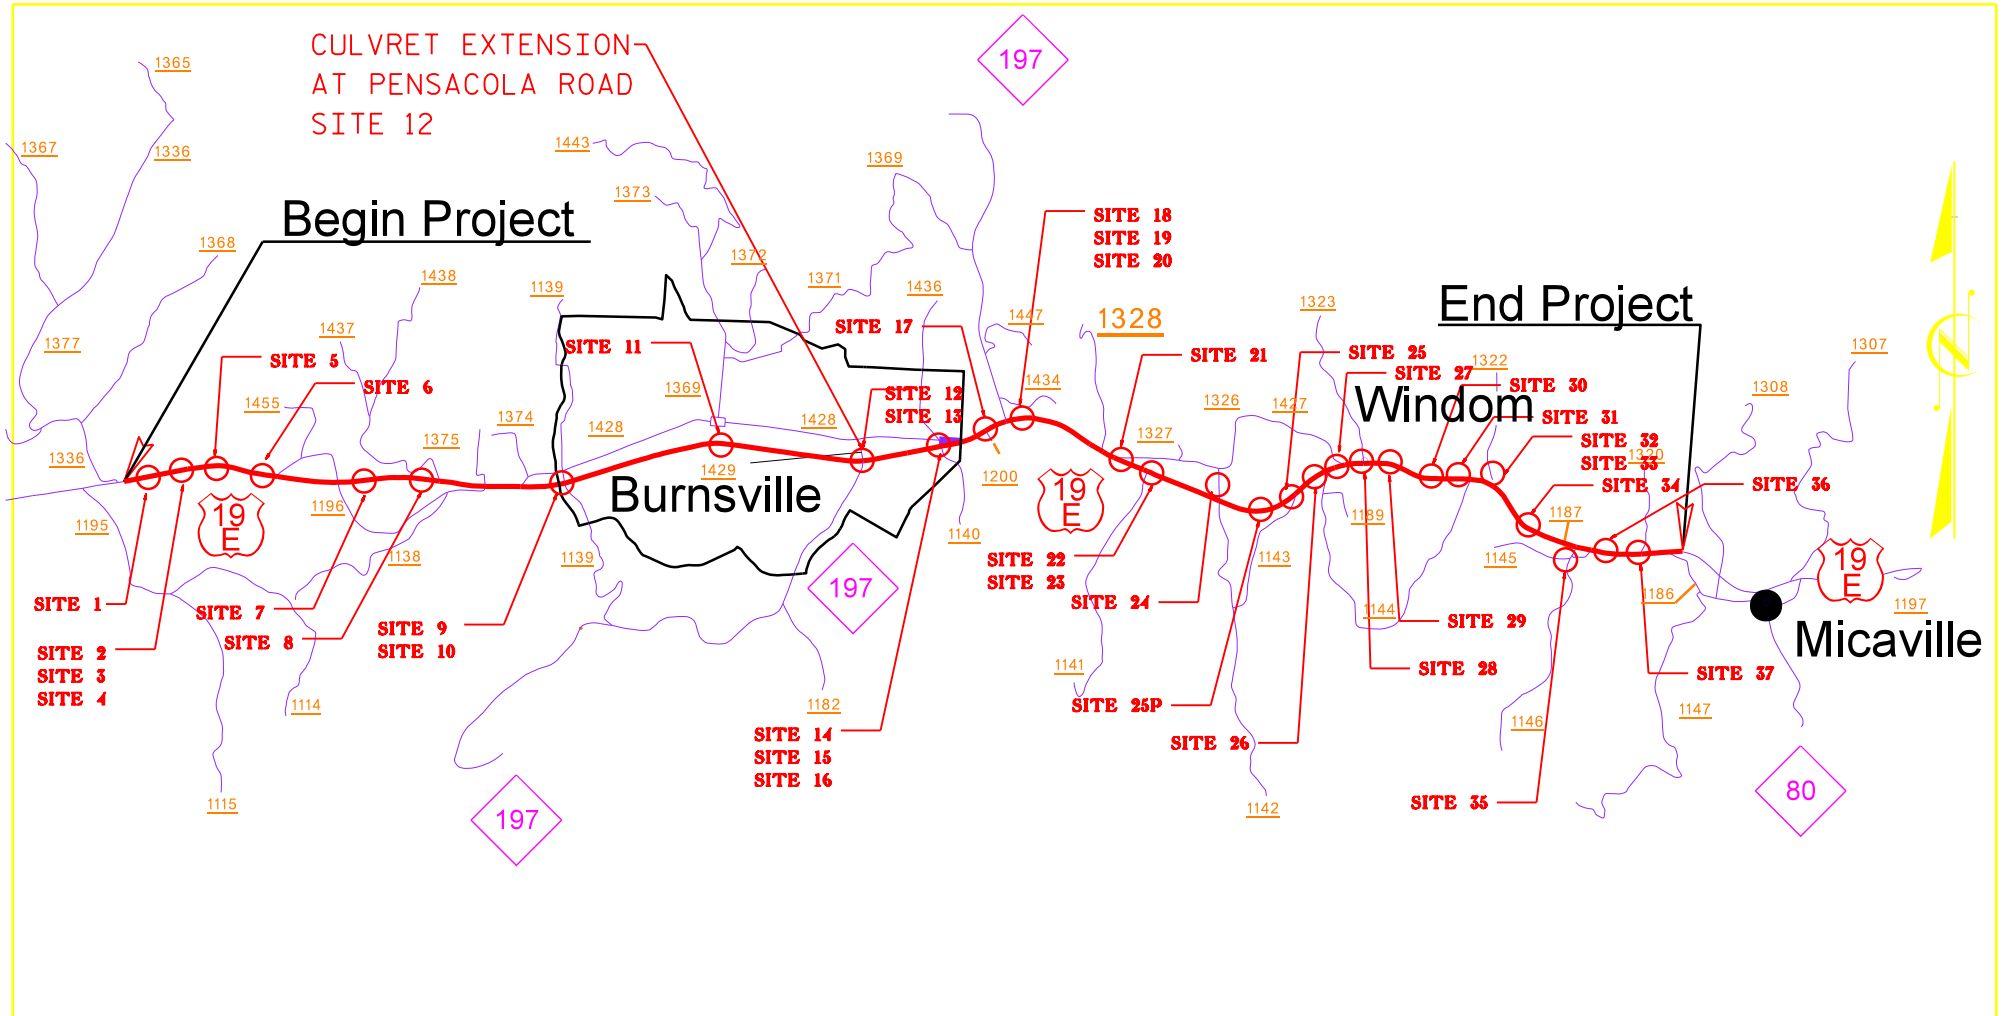 CULVRET EXTENSION
AT PENSACOLA ROAD
SITE 12
197
1365
1367
1336
1443
1369
1373
Begin Project
1368
1438
1372
1371
1139
1436
SITE 18
SITE 19
SITE 20
1377
1437
SITE 5
SITE 6
1455
1374
1375
SITE 11
1369
1428
1428
1429
SITE 17
SITE 12
SITE 13
1447
1434
1328
SITE 21
1323
End Project
1307
1308
SITE 25
SITE 27
1322
SITE 30
SITE 31
SITE 32
SITE 33
1320
SITE 34
SITE 36
Windom
1326
1427
1327
1336
1195
19
E
1196
1138
Burnsville
1139
1200
1140
19
E
197
SITE 22
SITE 23
SITE 24
1143
1189
1144
1187
1145
1186
19
E
1197
Micaville
SITE 1
SITE 2
SITE 3
SITE 4
SITE 7
SITE 8
SITE 9
SITE 10
1114
1115
197
1182
SITE 14
SITE 15
SITE 16
1141
SITE 25P
SITE 26
1142
SITE 29
SITE 28
SITE 37
1147
1146
SITE 35
80
N